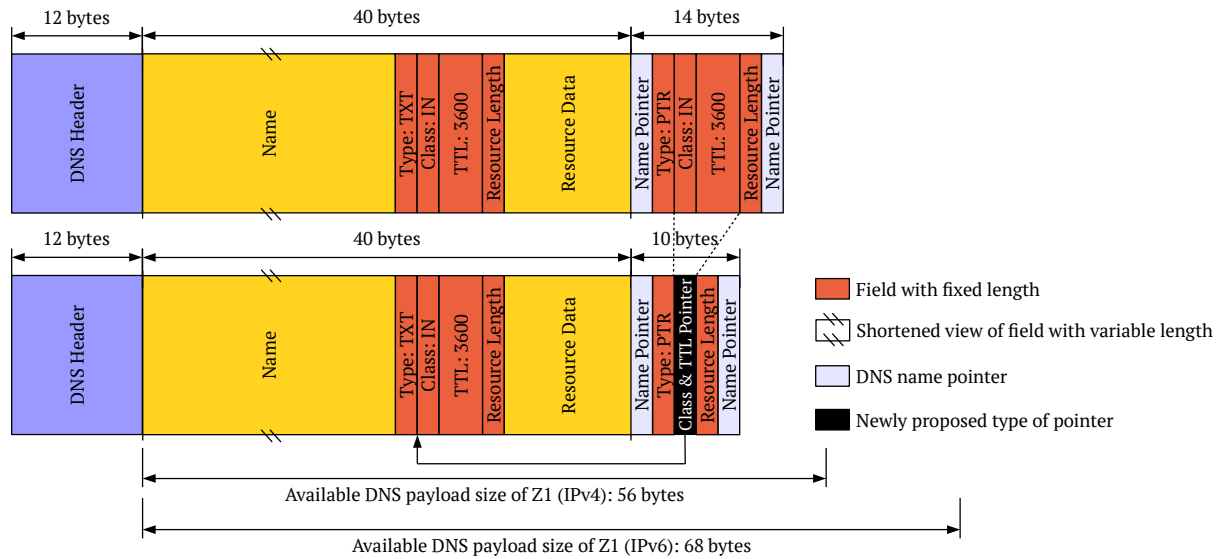 12 bytes
40 bytes
14 bytes
DNS Header
Name
Type: TXT
Class: IN
TTL: 3600
Resource Length
Resource Data
Name Pointer
Type: PTR
Class: IN
TTL: 3600
Resource Length
Name Pointer
12 bytes
40 bytes
10 bytes
DNS Header
Name
Type: TXT
Class: IN
TTL: 3600
Resource Length
Resource Data
Name Pointer
Type: PTR
Class & TTL Pointer
Resource Length
Name Pointer
Field with fixed length
Shortened view of field with variable length
DNS name pointer
Newly proposed type of pointer
Available DNS payload size of Z1 (IPv4): 56 bytes
Available DNS payload size of Z1 (IPv6): 68 bytes